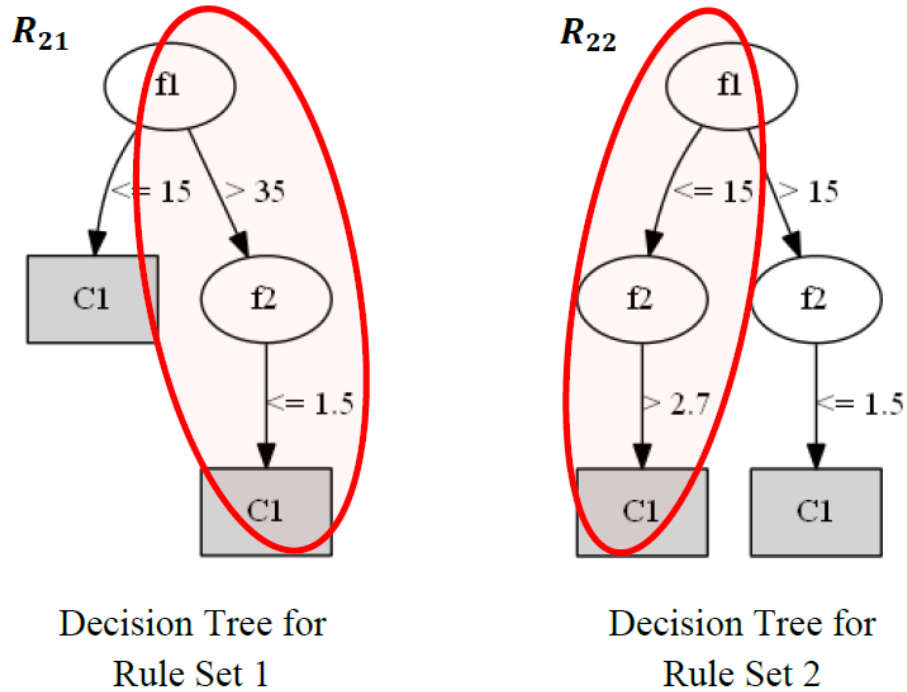 R21
f1
<= 15
> 35
C1
f2
<= 1.5
C1
Decision Tree for
Rule Set 1
R22
f1
<= 15
> 15
f2
f2
> 2.7
<= 1.5
C1
C1
Decision Tree for
Rule Set 2